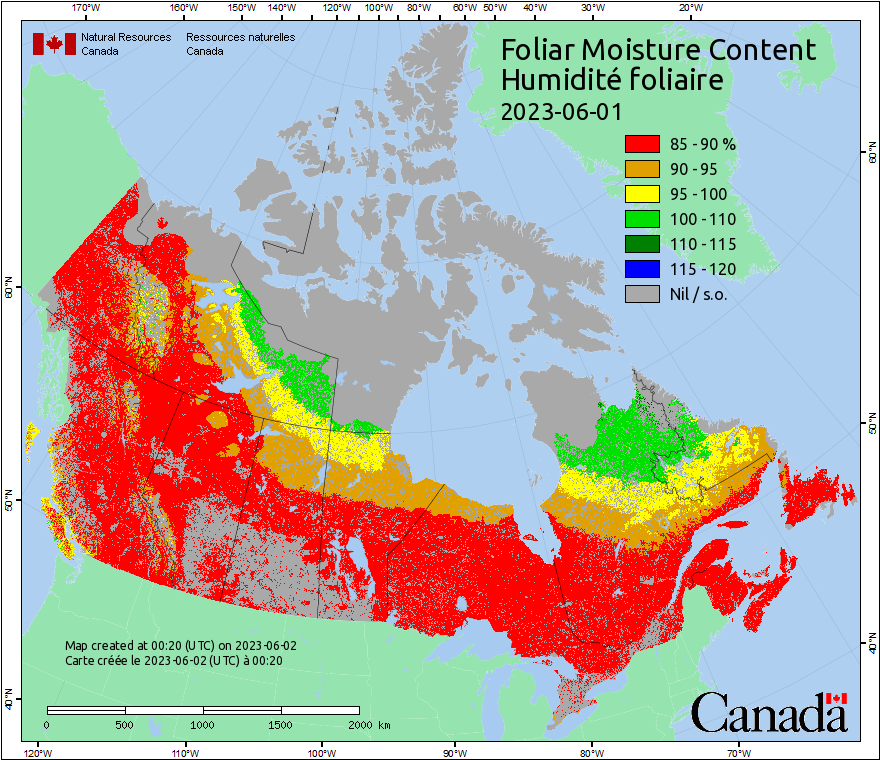 170°W 160°W 150°W 140°W 120°W 100°W 80°W 60°W 50°W 40°W 30°W 20°W
Natural Resources Ressources naturelles
Canada Canada
Foliar Moisture Content
Humidité foliaire
2023-06-01
85 - 90 %
90 - 95
95 - 100
100 - 110
110 - 115
115 - 120
Nil / s.o.
60°N
50°N
40°N
60°N
50°N
40°N
Map created at 00:20 (UTC) on 2023-06-02
Carte créée le 2023-06-02 (UTC) à 00:20
0 500 1000 1500 2000 km
Canada
120°W 110°W 100°W 90°W 80°W 70°W